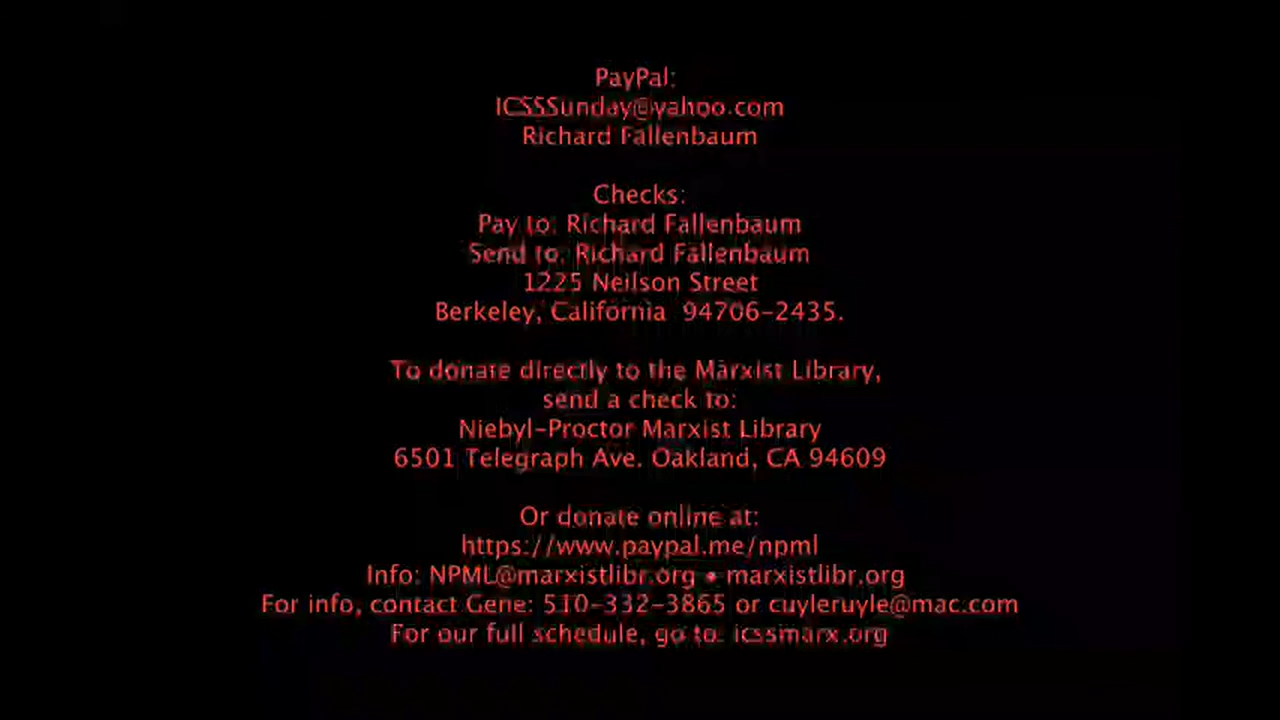 PayPal:
ICSSSunday@yahoo.com
Richard Fallenbaum
Checks:
Pay to: Richard Fallenbaum
Send to: Richard Fallenbaum
1225 Neilson Street
Berkeley, California 94706-2435.
To donate directly to the Marxist Library,
send a check to:
Niebyl-Proctor Marxist Library
6501 Telegraph Ave. Oakland, CA 94609
Or donate online at:
https://www.paypal.me/npml
Info: NPML@marxistlibr.org • marxistlibr.org
For info, contact Gene: 510-332-3865 or cuyleruyle@mac.com
For our full schedule, go to: icssmarx.org